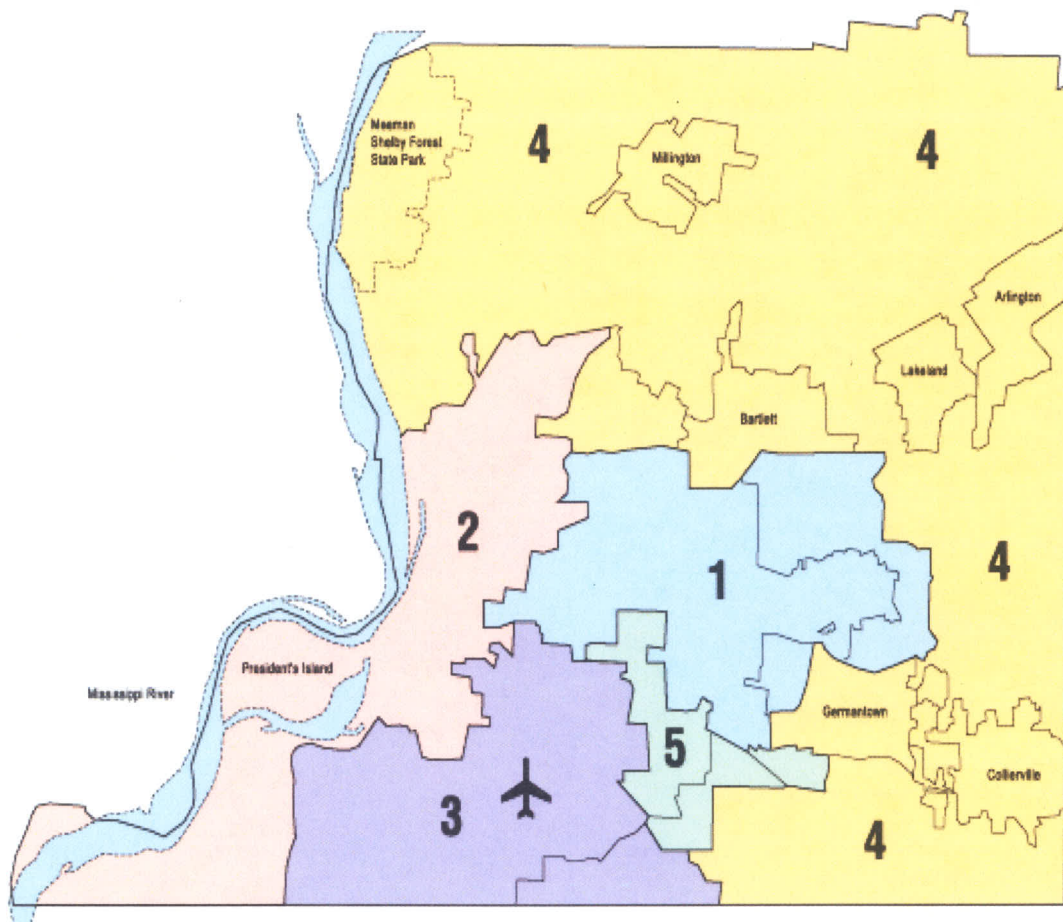 Meeman
Shelby Forest
State Park
4
Millington
4
Arlington
Lakeland
Bartlett
2
1
4
President's Island
Mississippi River
Germantown
5
Collierville
3
4